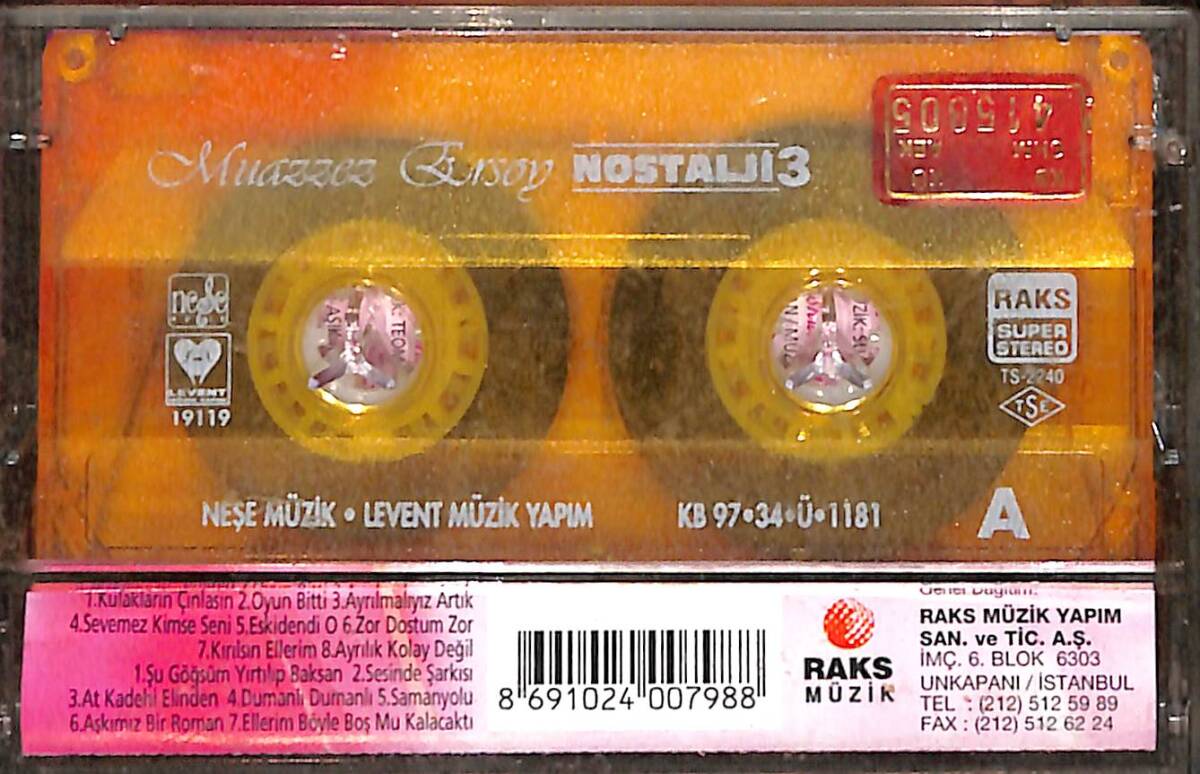 Muazzez Ersoy NOSTALJİ3
415005
neşe
RAKS
SUPER
STEREO
LEVENT
TS-2240
TSE
19119
NEŞE MÜZİK • LEVENT MÜZİK YAPIM
KB 97•34•Ü•1181
A
1.Kulakların Çınlasın 2.Oyun Bitti 3.Ayrılmalıyız Artık
4.Sevemez Kimse Seni 5.Eskidendi O 6.Zor Dostum Zor
7.Kırılsın Ellerim 8.Ayrılık Kolay Değil
1.Şu Göğsüm Yırtılıp Baksan 2.Sesinde Şarkısı
3.At Kadehi Elinden 4.Dumanlı Dumanlı 5.Samanyolu
6.Aşkımız Bir Roman 7.Ellerim Böyle Boş Mu Kalacaktı
8 691024 007988
RAKS
MÜZİK
Genel Dağıtım:
RAKS MÜZİK YAPIM
SAN. ve TİC. A.Ş.
İMÇ. 6. BLOK 6303
UNKAPANI / İSTANBUL
TEL : (212) 512 59 89
FAX : (212) 512 62 24